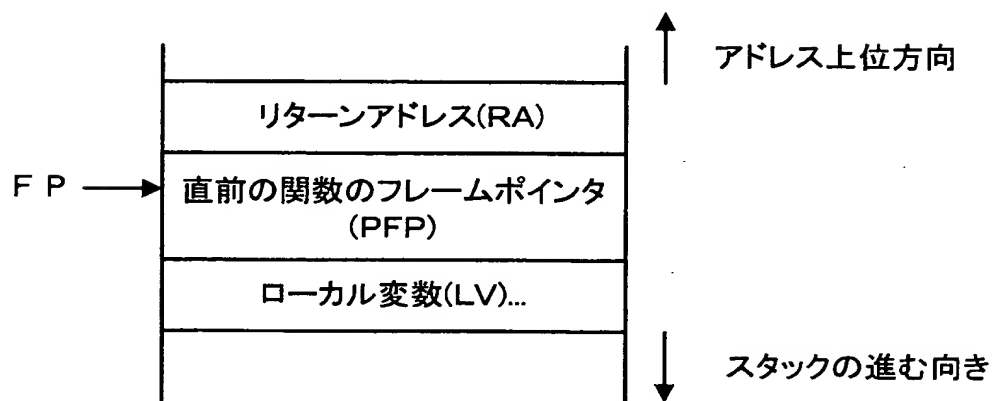 アドレス上位方向
リターンアドレス(RA)
FP
直前の関数のフレームポインタ
(PFP)
ローカル変数(LV)...
スタックの進む向き